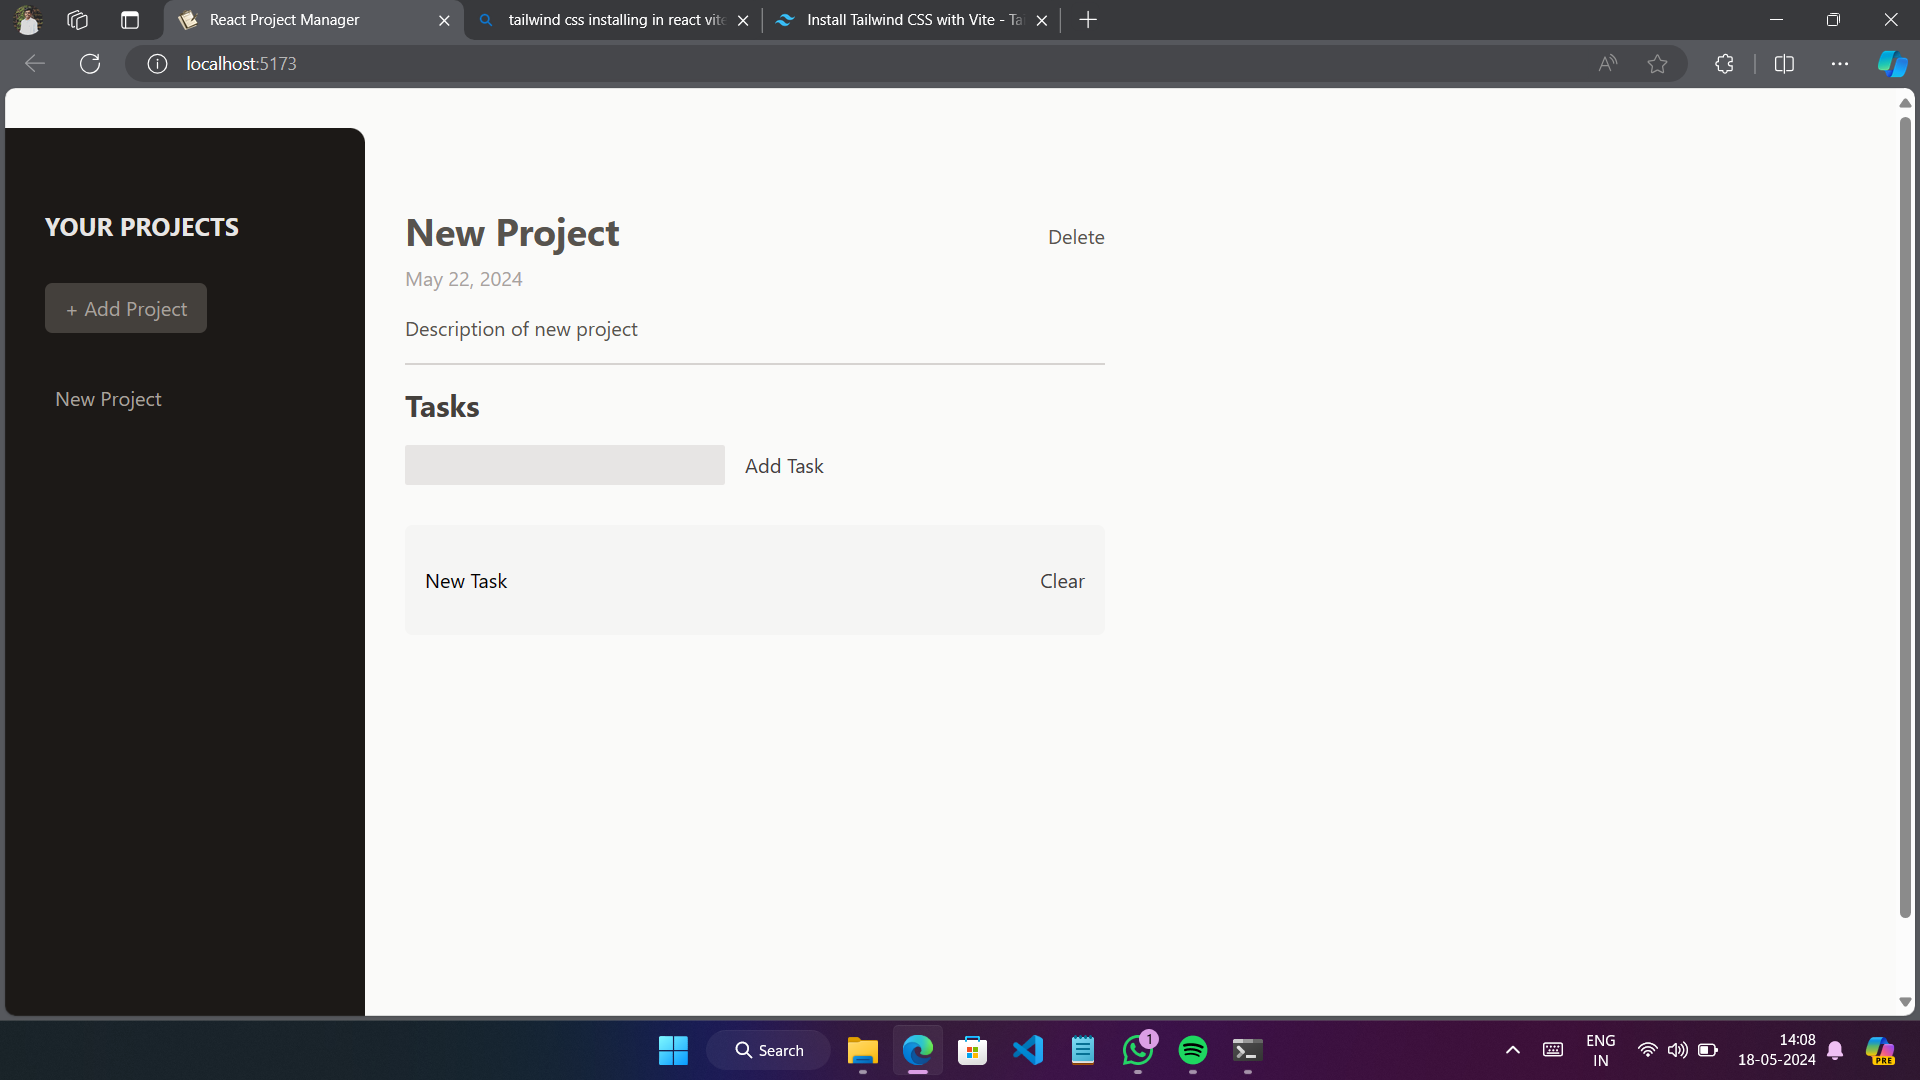 React Project Manager
tailwind css installing in react vite
Install Tailwind CSS with Vite - Tai
localhost:5173
YOUR PROJECTS
+ Add Project
New Project
New Project
Delete
May 22, 2024
Description of new project
Tasks
Add Task
New Task
Clear
Search
1
ENG
IN
14:08
18-05-2024
PRE